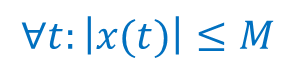 ∀t: |x(t)| ≤ M